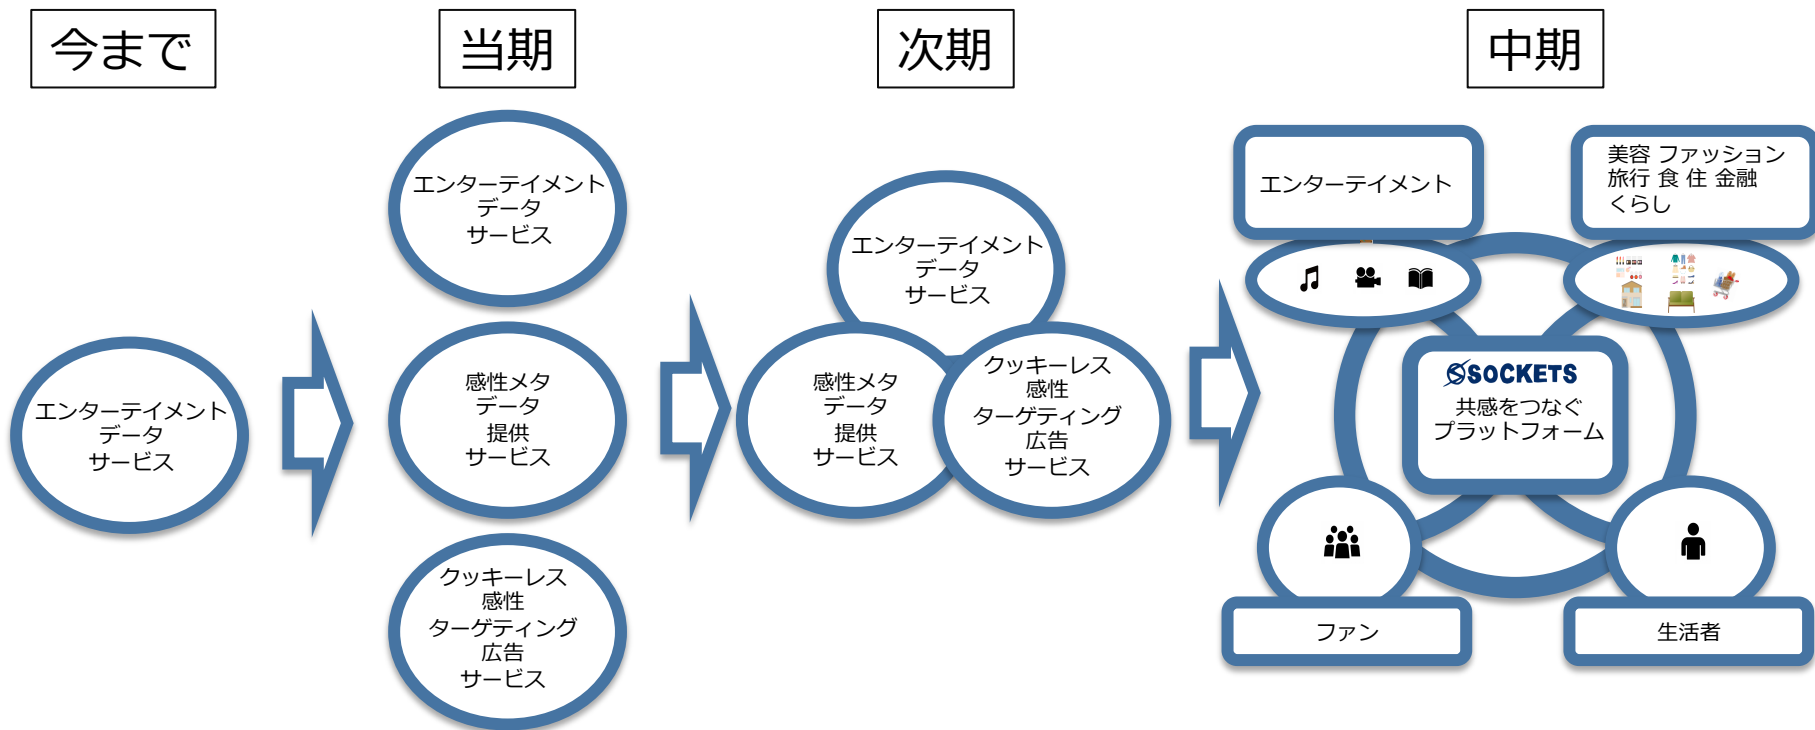 今まで
当期
次期
中期
エンターテイメント
データ
サービス
エンターテイメント
データ
サービス
感性メタ
データ
提供
サービス
クッキーレス
感性
ターゲティング
広告
サービス
エンターテイメント
データ
サービス
感性メタ
データ
提供
サービス
クッキーレス
感性
ターゲティング
広告
サービス
エンターテイメント
美容 ファッション
旅行 食 住 金融
くらし
SOCKETS
共感をつなぐ
プラットフォーム
ファン
生活者